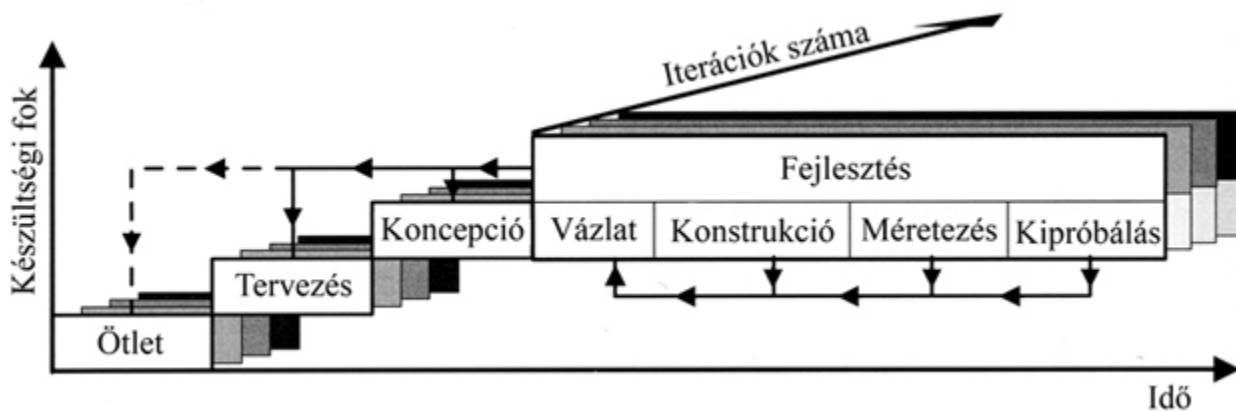 Iterációk száma
Készültségi fok
Fejlesztés
Koncepció
Vázlat
Konstrukció
Méretezés
Kipróbálás
Tervezés
Ötlet
Idő